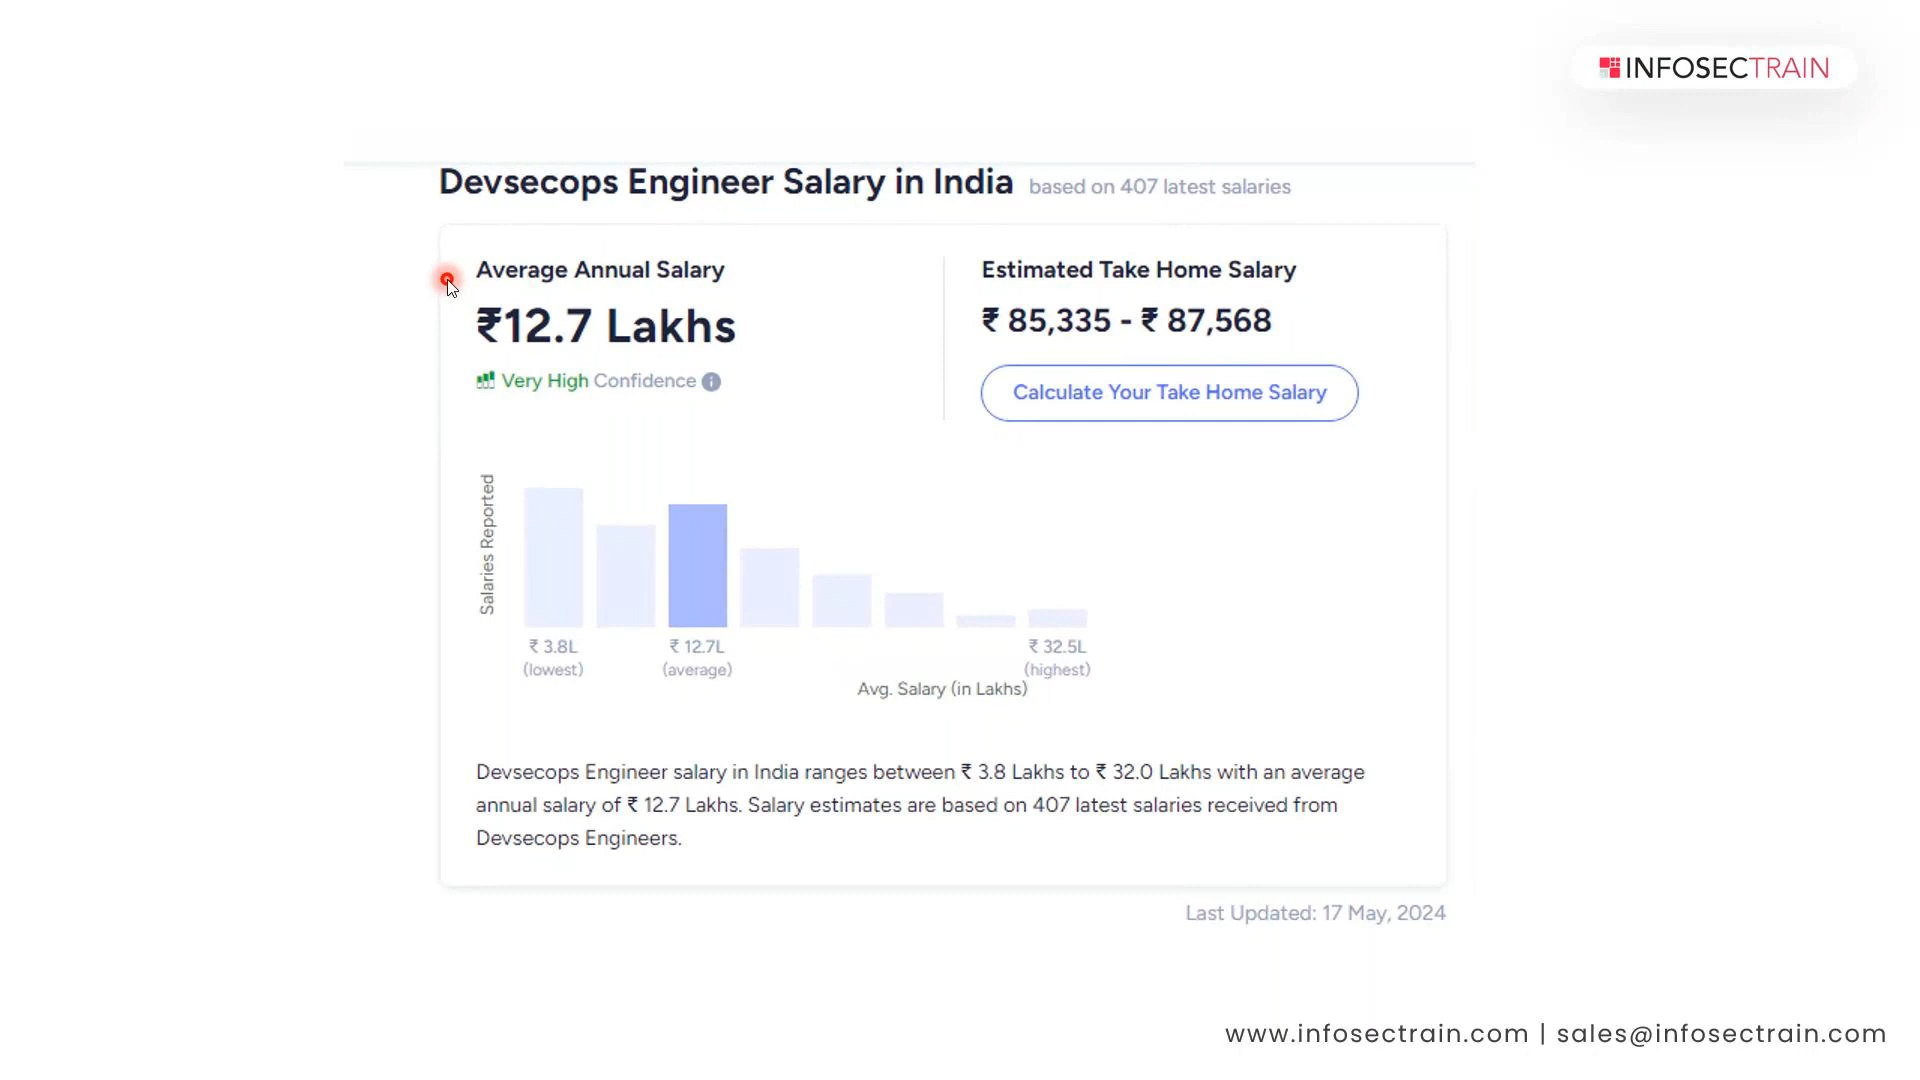 INFOSECTRAIN
Devsecops Engineer Salary in India based on 407 latest salaries
Average Annual Salary
₹12.7 Lakhs
Very High Confidence
Estimated Take Home Salary
₹ 85,335 - ₹ 87,568
Calculate Your Take Home Salary
Salaries Reported
₹ 3.8L
(lowest)
₹ 12.7L
(average)
₹ 32.5L
(highest)
Avg. Salary (in Lakhs)
Devsecops Engineer salary in India ranges between ₹ 3.8 Lakhs to ₹ 32.0 Lakhs with an average
annual salary of ₹ 12.7 Lakhs. Salary estimates are based on 407 latest salaries received from
Devsecops Engineers.
Last Updated: 17 May, 2024
www.infosectrain.com | sales@infosectrain.com